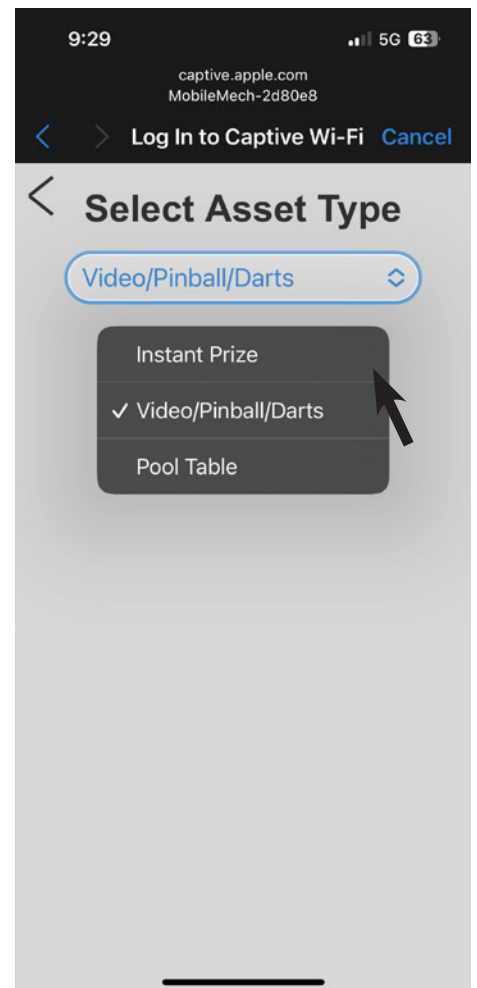 9:29 5G 63
captive.apple.com
MobileMech-2d80e8
Log In to Captive Wi-Fi Cancel
Select Asset Type
Video/Pinball/Darts
Instant Prize
✓ Video/Pinball/Darts
Pool Table